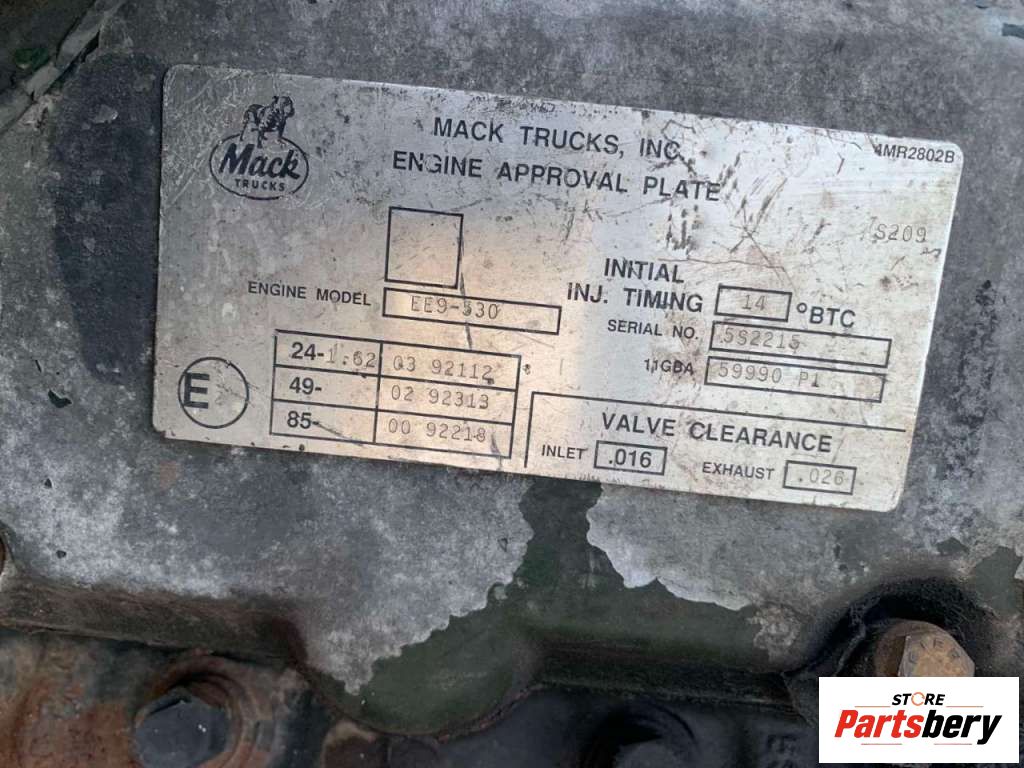 Mack
TRUCKS
MACK TRUCKS, INC.
ENGINE APPROVAL PLATE
4MR2802B
S209
INITIAL
INJ. TIMING 14 °BTC
ENGINE MODEL EE9-530
SERIAL NO. 5S2215
11GBA 59990 P1
E
24-1.62 03 92112
49- 02 92313
85- 00 92218
VALVE CLEARANCE
INLET .016 EXHAUST .026
STORE
Partsbery